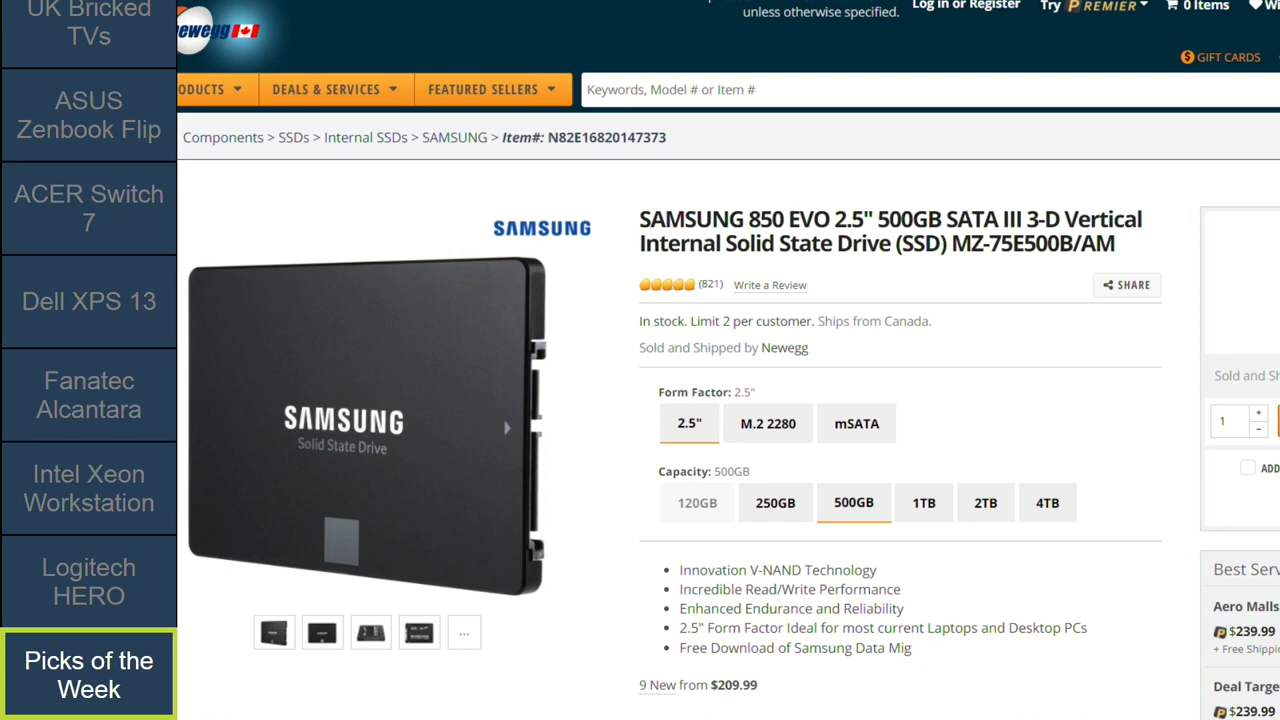 UK Bricked
TVs
ASUS
Zenbook Flip
ACER Switch
7
Dell XPS 13
Fanatec
Alcantara
Intel Xeon
Workstation
Logitech
HERO
Picks of the
Week
newegg
unless otherwise specified.
Log in or Register
Try PREMIER
0 Items
GIFT CARDS
DEALS & SERVICES
FEATURED SELLERS
Keywords, Model # or Item #
Components > SSDs > Internal SSDs > SAMSUNG > Item#: N82E16820147373
SAMSUNG
SAMSUNG
Solid State Drive
SAMSUNG 850 EVO 2.5" 500GB SATA III 3-D Vertical
Internal Solid State Drive (SSD) MZ-75E500B/AM
(821) Write a Review
SHARE
In stock. Limit 2 per customer. Ships from Canada.
Sold and Shipped by Newegg
Form Factor: 2.5"
2.5" M.2 2280 mSATA
Capacity: 500GB
120GB 250GB 500GB 1TB 2TB 4TB
Innovation V-NAND Technology
Incredible Read/Write Performance
Enhanced Endurance and Reliability
2.5" Form Factor Ideal for most current Laptops and Desktop PCs
Free Download of Samsung Data Mig
9 New from $209.99
Sold and Sh
1
+
-
ADD
Best Serv
Aero Malls
$239.99
+ Free Shippin
Deal Target
$239.99